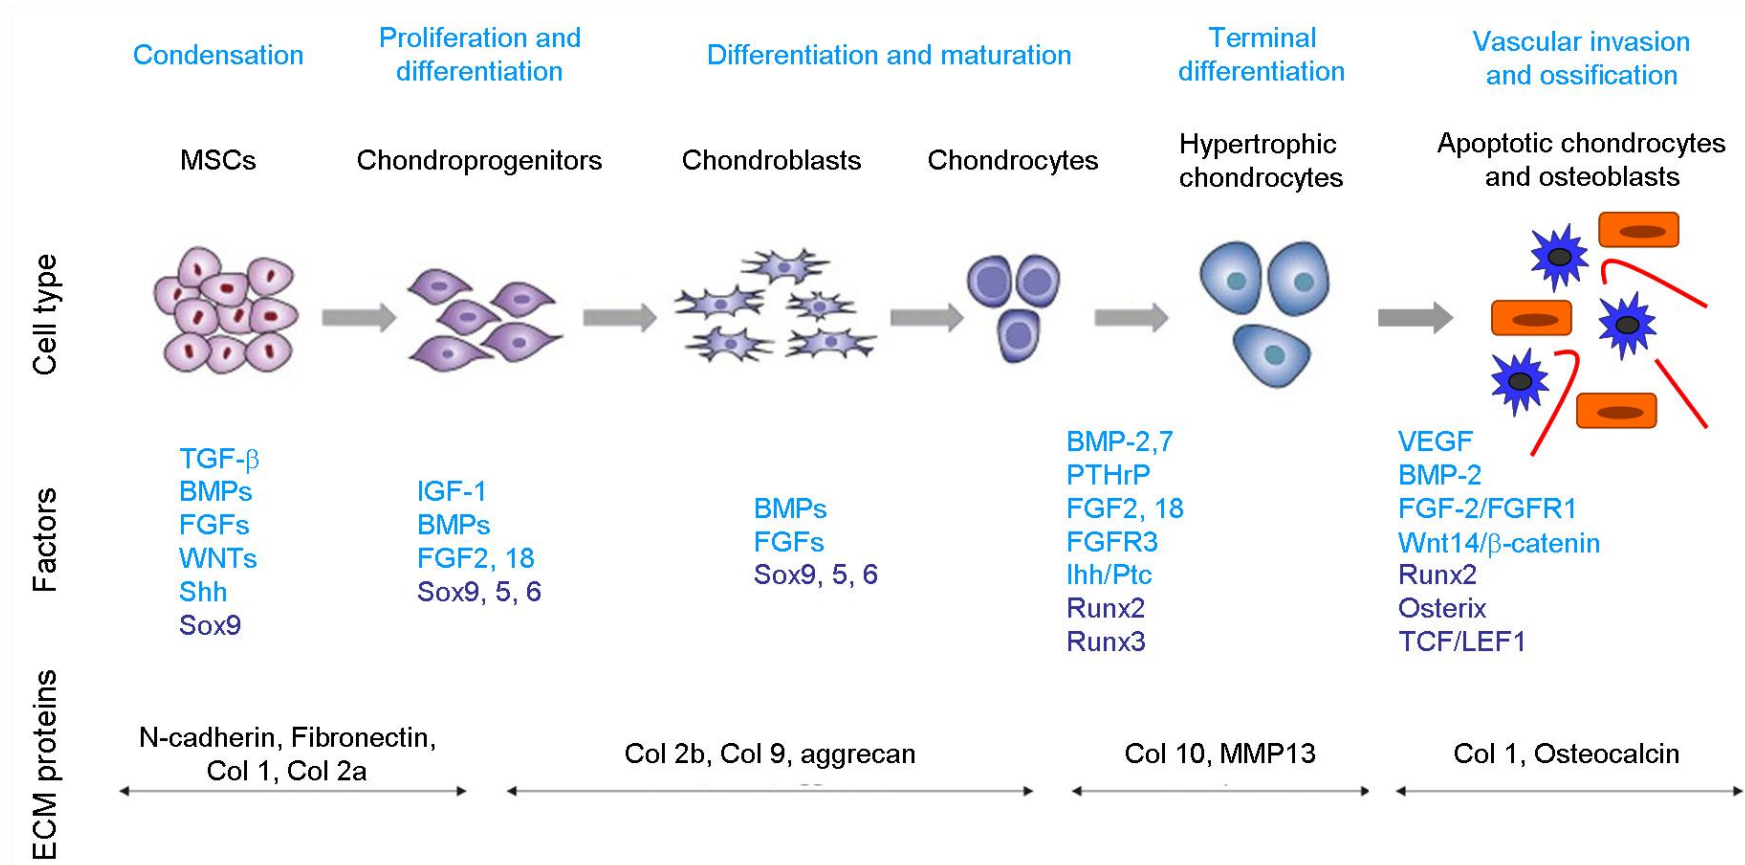 Condensation
Proliferation and
differentiation
Differentiation and maturation
Terminal
differentiation
Vascular invasion
and ossification
MSCs
Chondroprogenitors
Chondroblasts
Chondrocytes
Hypertrophic
chondrocytes
Apoptotic chondrocytes
and osteoblasts
Cell type
Factors
TGF-β
BMPs
FGFs
WNTs
Shh
Sox9
IGF-1
BMPs
FGF2, 18
Sox9, 5, 6
BMPs
FGFs
Sox9, 5, 6
BMP-2,7
PTHrP
FGF2, 18
FGFR3
Ihh/Ptc
Runx2
Runx3
VEGF
BMP-2
FGF-2/FGFR1
Wnt14/β-catenin
Runx2
Osterix
TCF/LEF1
ECM proteins
N-cadherin, Fibronectin,
Col 1, Col 2a
Col 2b, Col 9, aggrecan
Col 10, MMP13
Col 1, Osteocalcin